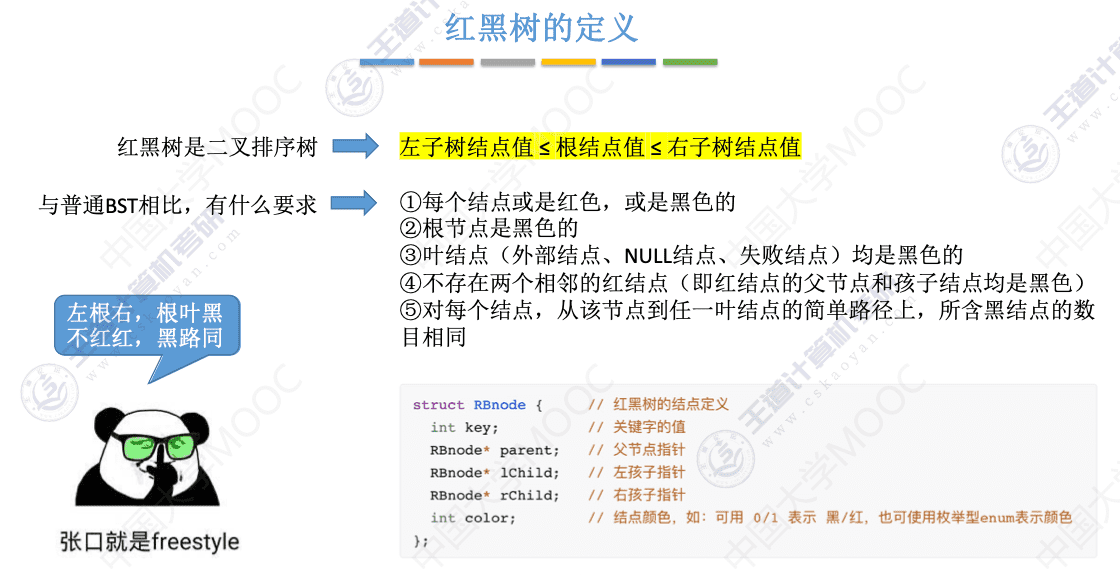 红黑树的定义
红黑树是二叉排序树
左子树结点值 ≤ 根结点值 ≤ 右子树结点值
与普通BST相比，有什么要求
①每个结点或是红色，或是黑色的
②根节点是黑色的
③叶结点（外部结点、NULL结点、失败结点）均是黑色的
④不存在两个相邻的红结点（即红结点的父节点和孩子结点均是黑色）
⑤对每个结点，从该节点到任一叶结点的简单路径上，所含黑结点的数
目相同
左根右，根叶黑
不红红，黑路同
张口就是freestyle
struct RBnode { // 红黑树的结点定义
int key; // 关键字的值
RBnode* parent; // 父节点指针
RBnode* lChild; // 左孩子指针
RBnode* rChild; // 右孩子指针
int color; // 结点颜色，如：可用 0/1 表示 黑/红，也可使用枚举型enum表示颜色
};
王道计算机考研
www.cskaoyan.com
中国大学MOOC